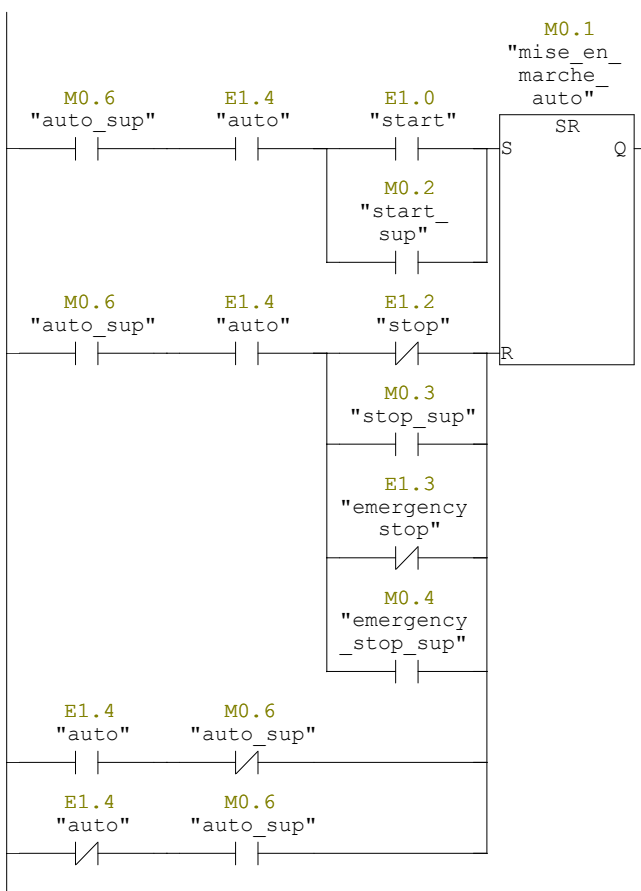 M0.1
"mise_en_
marche_
auto"
M0.6 E1.4 E1.0
"auto_sup" "auto" "start" SR
S Q
M0.2
"start_
sup"
M0.6 E1.4 E1.2
"auto_sup" "auto" "stop"
R
M0.3
"stop_sup"
E1.3
"emergency
stop"
M0.4
"emergency
_stop_sup"
E1.4 M0.6
"auto" "auto_sup"
E1.4 M0.6
"auto" "auto_sup"